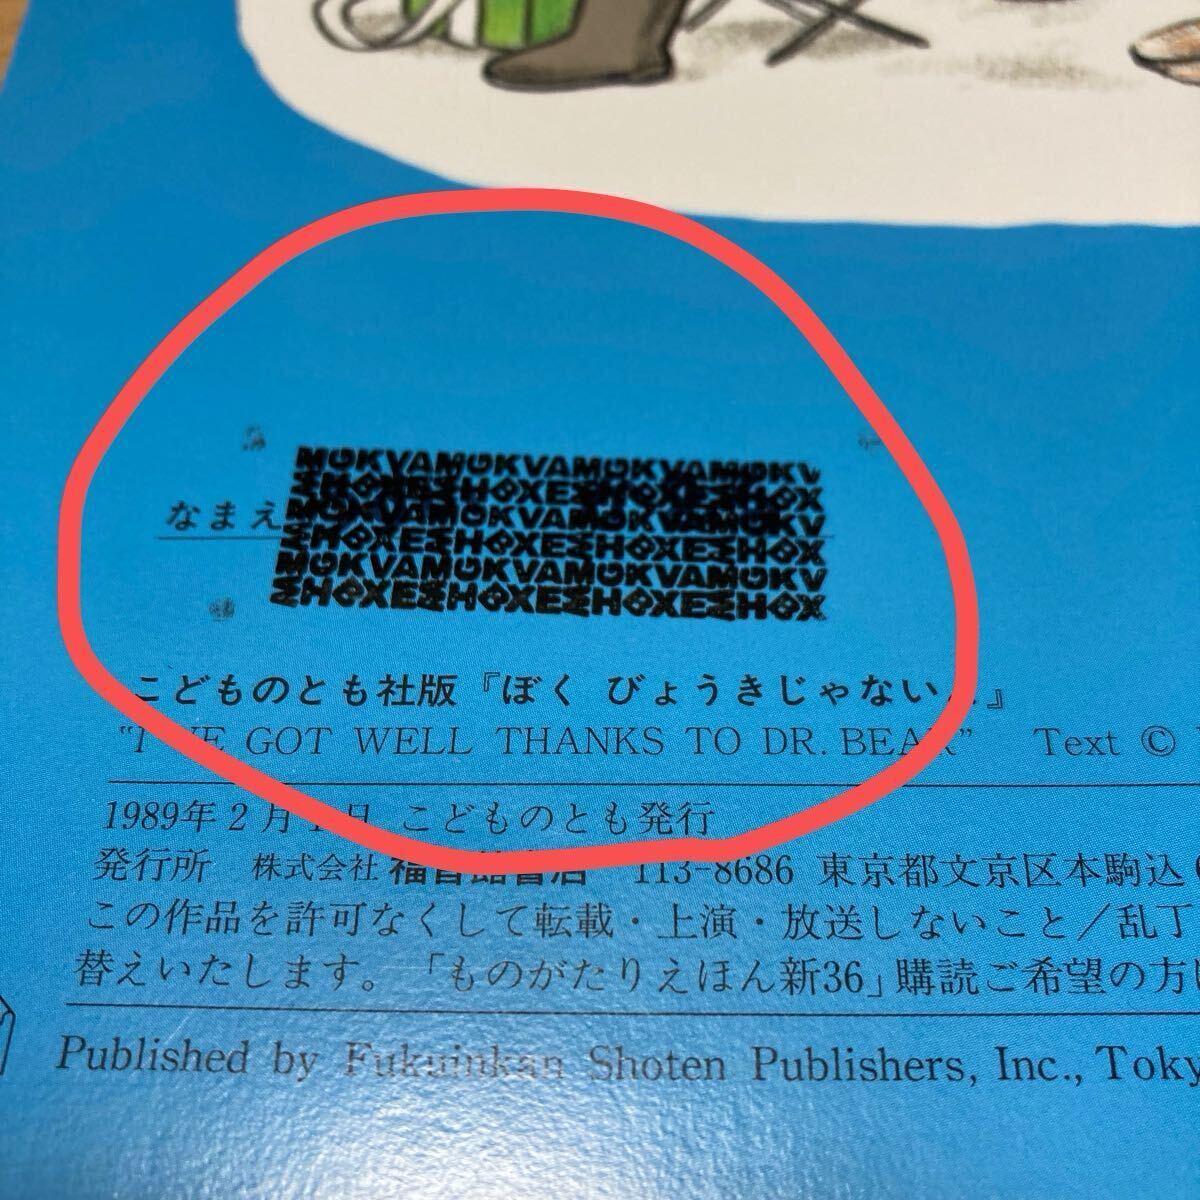 MGKVAMGKVAMGKVAMGKV
なまえ
こどものとも社版『ぼく びょうきじゃない
"I'VE GOT WELL THANKS TO DR. BEAR" Text ©
1989年2月1日 こどものとも発行
発行所 株式会社 福音館書店 113-8686 東京都文京区本駒込
この作品を許可なくして転載・上演・放送しないこと/乱丁
替えいたします。「ものがたりえほん新36」購読ご希望の方
Published by Fukuinkan Shoten Publishers, Inc., Toky